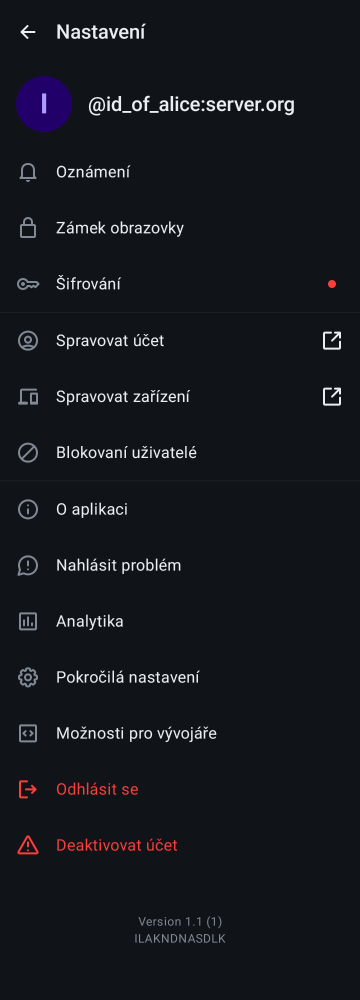 Nastavení
I
@id_of_alice:server.org
Oznámení
Zámek obrazovky
Šifrování
Spravovat účet
Spravovat zařízení
Blokovaní uživatelé
O aplikaci
Nahlásit problém
Analytika
Pokročilá nastavení
Možnosti pro vývojáře
Odhlásit se
Deaktivovat účet
Version 1.1 (1)
ILAKNDNASDLK